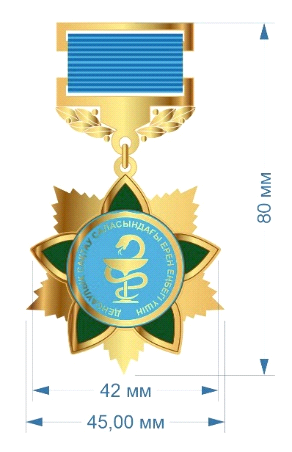 ДЕНСАУЛЫҚ САҚТАУ САЛАСЫНДАҒЫ ЕРЕН ЕҢБЕГІ ҮШІН
80 мм
42 мм
45,00 мм